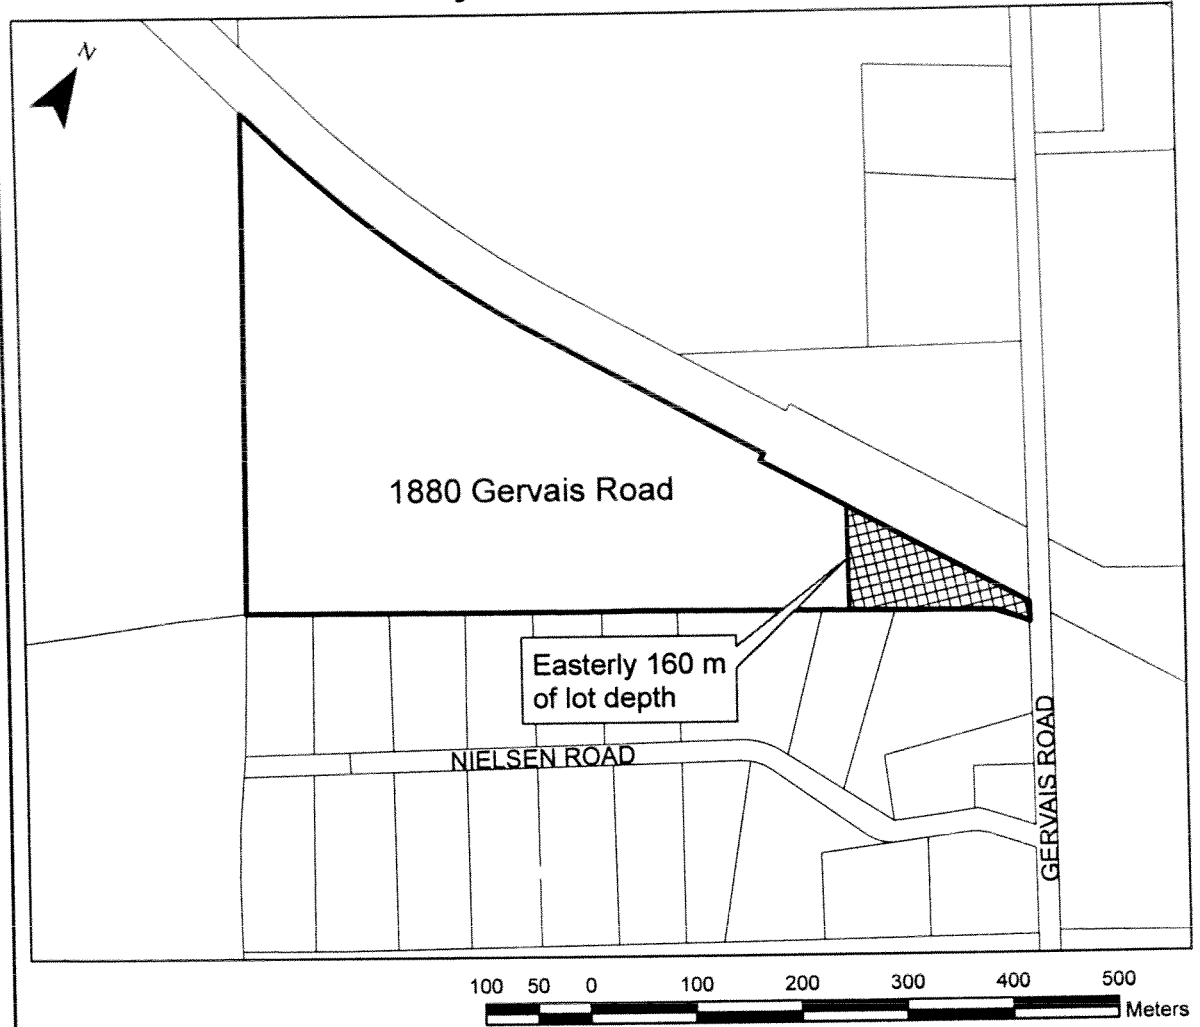 N
1880 Gervais Road
Easterly 160 m
of lot depth
NIELSEN ROAD
GERVAIS ROAD
100 50 0 100 200 300 400 500
Meters